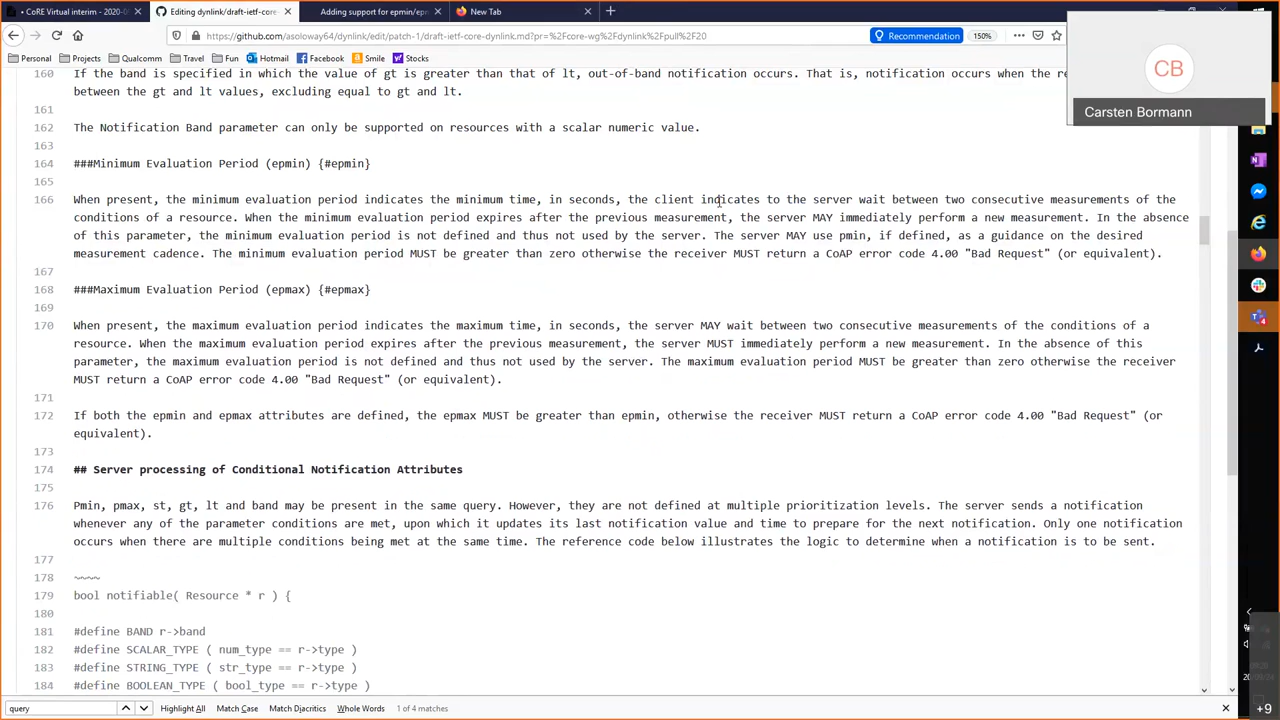 CoRE Virtual interim - 2020-0
Editing dynlink/draft-ietf-core-
Adding support for epmin/epm
New Tab
https://github.com/asoloway64/dynlink/edit/patch-1/draft-ietf-core-dynlink.md?pr=%2Fcore-wg%2Fdynlink%2Fpull%2F20
Recommendation
150%
Personal
Projects
Qualcomm
Travel
Fun
Hotmail
Facebook
Smile
Stocks
CB
Carsten Bormann
160 If the band is specified in which the value of gt is greater than that of lt, out-of-band notification occurs. That is, notification occurs when the re
between the gt and lt values, excluding equal to gt and lt.
161
162 The Notification Band parameter can only be supported on resources with a scalar numeric value.
163
164 ###Minimum Evaluation Period (epmin) {#epmin}
165
166 When present, the minimum evaluation period indicates the minimum time, in seconds, the client indicates to the server wait between two consecutive measurements of the
conditions of a resource. When the minimum evaluation period expires after the previous measurement, the server MAY immediately perform a new measurement. In the absence
of this parameter, the minimum evaluation period is not defined and thus not used by the server. The server MAY use pmin, if defined, as a guidance on the desired
measurement cadence. The minimum evaluation period MUST be greater than zero otherwise the receiver MUST return a CoAP error code 4.00 "Bad Request" (or equivalent).
167
168 ###Maximum Evaluation Period (epmax) {#epmax}
169
170 When present, the maximum evaluation period indicates the maximum time, in seconds, the server MAY wait between two consecutive measurements of the conditions of a
resource. When the maximum evaluation period expires after the previous measurement, the server MUST immediately perform a new measurement. In the absence of this
parameter, the maximum evaluation period is not defined and thus not used by the server. The maximum evaluation period MUST be greater than zero otherwise the receiver
MUST return a CoAP error code 4.00 "Bad Request" (or equivalent).
171
172 If both the epmin and epmax attributes are defined, the epmax MUST be greater than epmin, otherwise the receiver MUST return a CoAP error code 4.00 "Bad Request" (or
equivalent).
173
174 ## Server processing of Conditional Notification Attributes
175
176 Pmin, pmax, st, gt, lt and band may be present in the same query. However, they are not defined at multiple prioritization levels. The server sends a notification
whenever any of the parameter conditions are met, upon which it updates its last notification value and time to prepare for the next notification. Only one notification
occurs when there are multiple conditions being met at the same time. The reference code below illustrates the logic to determine when a notification is to be sent.
177
178 ~~~~
179 bool notifiable( Resource * r ) {
180
181 #define BAND r->band
182 #define SCALAR_TYPE ( num_type == r->type )
183 #define STRING_TYPE ( str_type == r->type )
184 #define BOOLEAN_TYPE ( bool_type == r->type )
query
Highlight All
Match Case
Match Diacritics
Whole Words
1 of 4 matches
+9